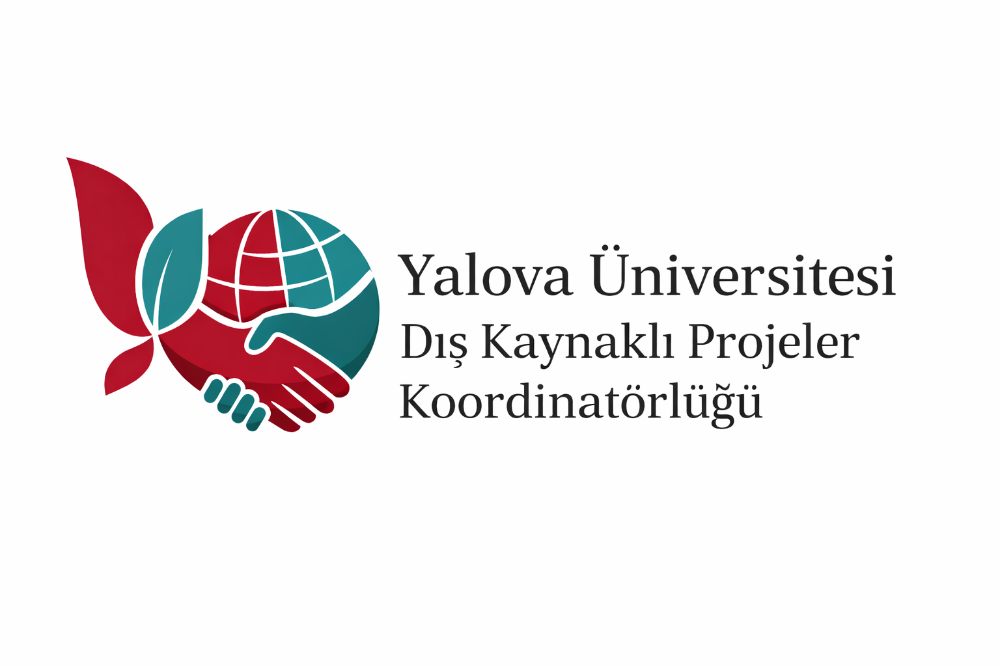 Yalova Üniversitesi
Dış Kaynaklı Projeler
Koordinatörlüğü